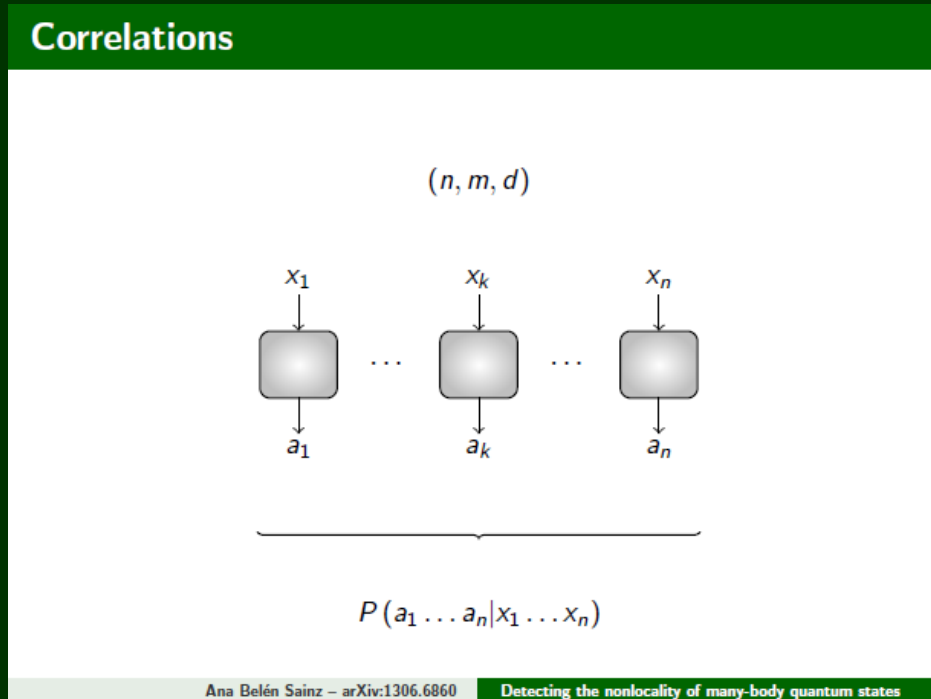 Correlations
(n, m, d)
x₁ xₖ xₙ
··· ···
a₁ aₖ aₙ
P (a₁ … aₙ|x₁ … xₙ)
Ana Belén Sainz – arXiv:1306.6860 Detecting the nonlocality of many-body quantum states